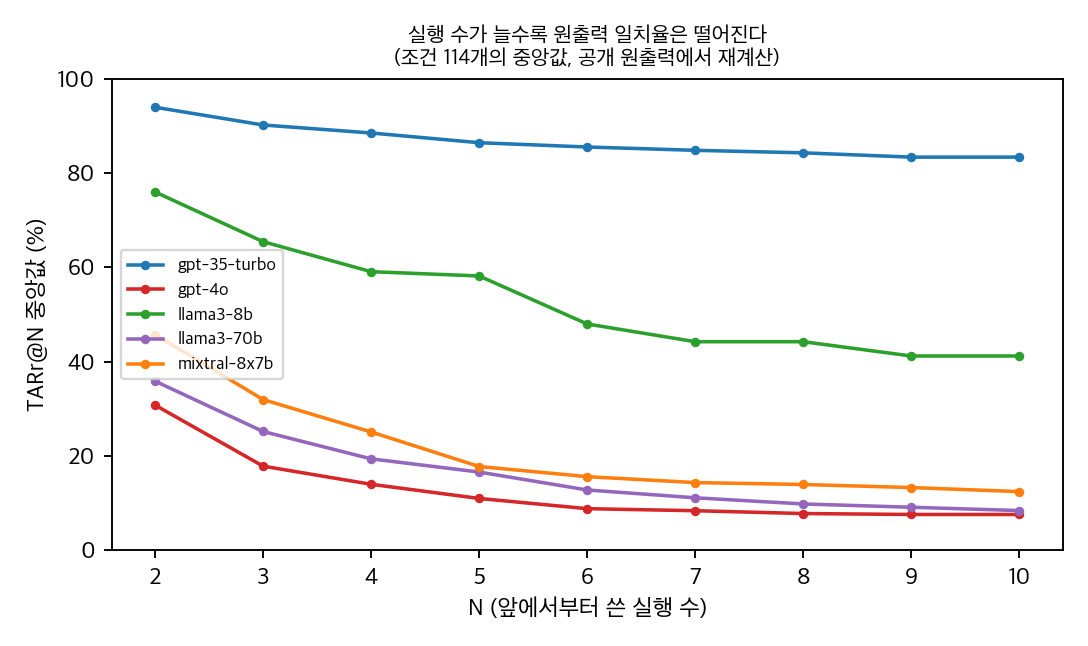 실행 수가 늘수록 원출력 일치율은 떨어진다
(조건 114개의 중앙값, 공개 원출력에서 재계산)
100
80
60
40
20
0
TARr@N 중앙값 (%)
gpt-35-turbo
gpt-4o
llama3-8b
llama3-70b
mixtral-8x7b
2 3 4 5 6 7 8 9 10
N (앞에서부터 쓴 실행 수)